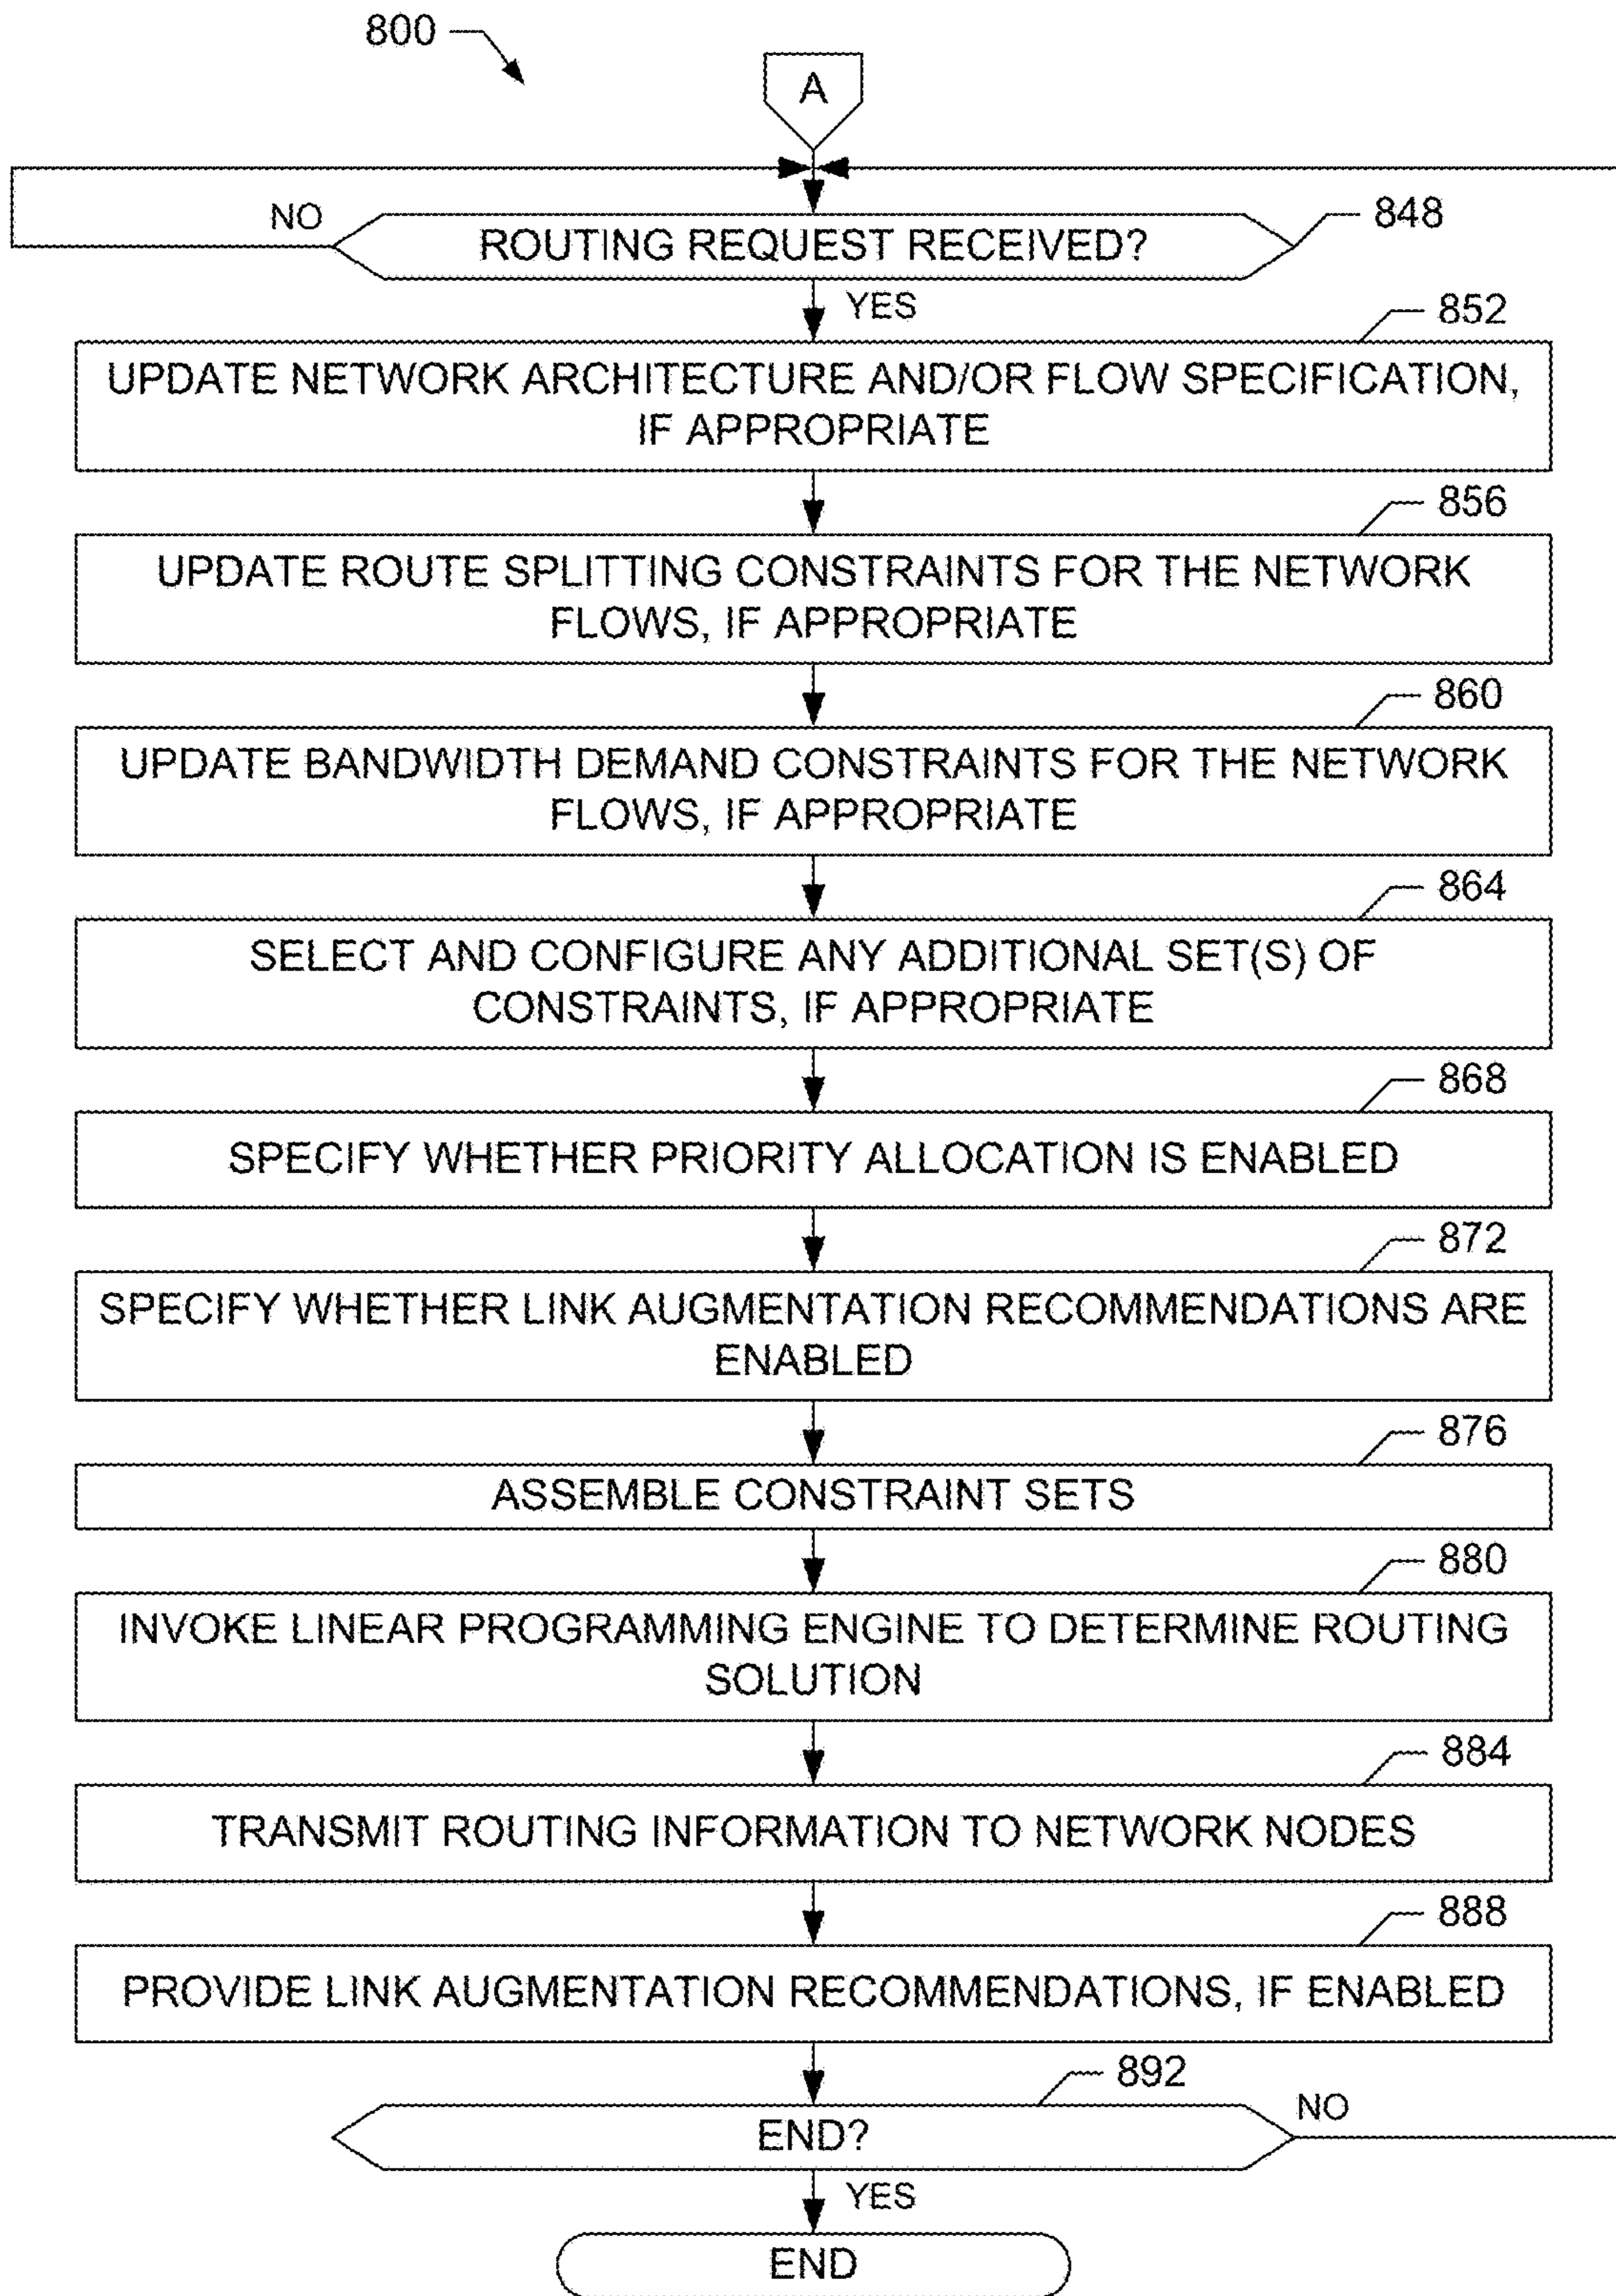 800
A
NO
ROUTING REQUEST RECEIVED?
848
YES
852
UPDATE NETWORK ARCHITECTURE AND/OR FLOW SPECIFICATION,
IF APPROPRIATE
856
UPDATE ROUTE SPLITTING CONSTRAINTS FOR THE NETWORK
FLOWS, IF APPROPRIATE
860
UPDATE BANDWIDTH DEMAND CONSTRAINTS FOR THE NETWORK
FLOWS, IF APPROPRIATE
864
SELECT AND CONFIGURE ANY ADDITIONAL SET(S) OF
CONSTRAINTS, IF APPROPRIATE
868
SPECIFY WHETHER PRIORITY ALLOCATION IS ENABLED
872
SPECIFY WHETHER LINK AUGMENTATION RECOMMENDATIONS ARE
ENABLED
876
ASSEMBLE CONSTRAINT SETS
880
INVOKE LINEAR PROGRAMMING ENGINE TO DETERMINE ROUTING
SOLUTION
884
TRANSMIT ROUTING INFORMATION TO NETWORK NODES
888
PROVIDE LINK AUGMENTATION RECOMMENDATIONS, IF ENABLED
892
END?
NO
YES
END